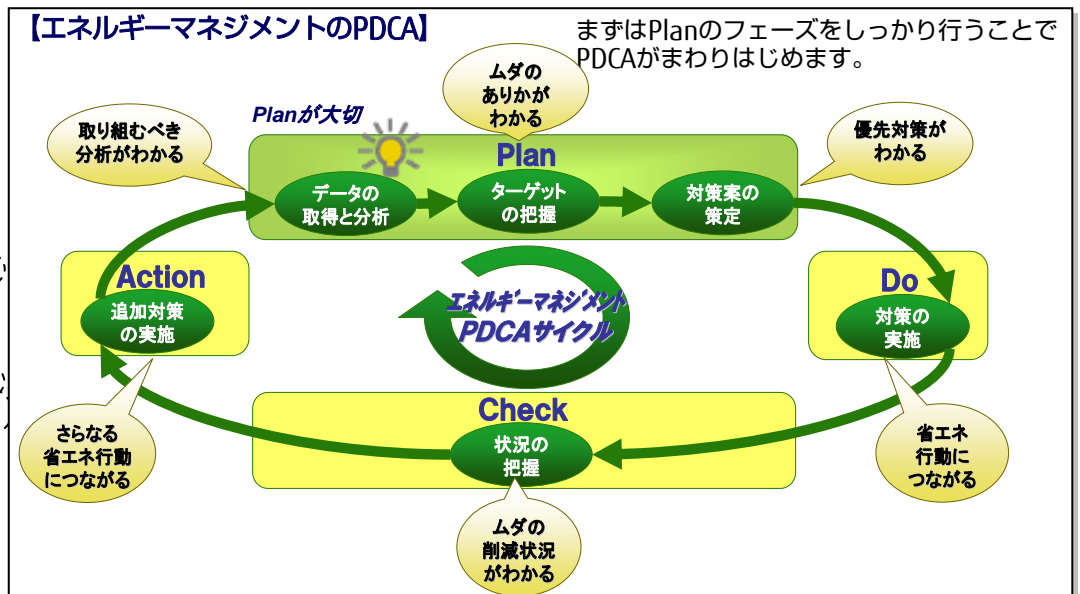 【エネルギーマネジメントのPDCA】
まずはPlanのフェーズをしっかり行うことで
PDCAがまわりはじめます。
ムダの
ありかが
わかる
Planが大切
取り組むべき
分析がわかる
優先対策が
わかる
Plan
データの
取得と分析
ターゲット
の把握
対策案の
策定
Action
追加対策
の実施
エネルギーマネジメント
PDCAサイクル
Do
対策の
実施
Check
状況の
把握
さらなる
省エネ行動
につながる
省エネ
行動に
つながる
ムダの
削減状況
がわかる